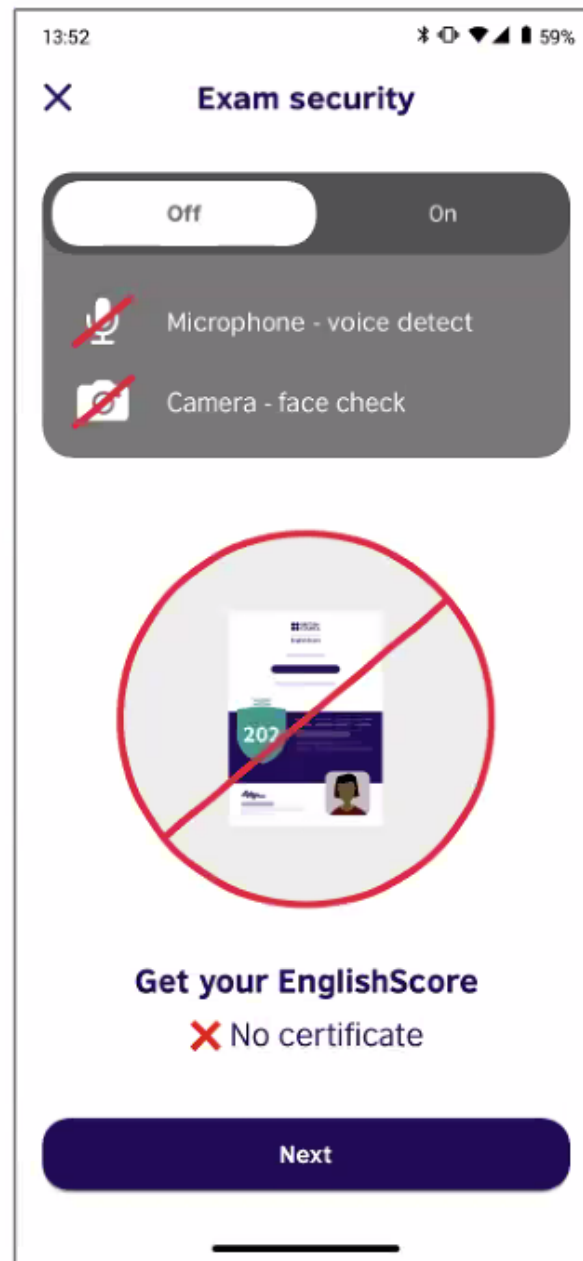 13:52 59%
Exam security
Off On
Microphone - voice detect
Camera - face check
202
Get your EnglishScore
No certificate
Next